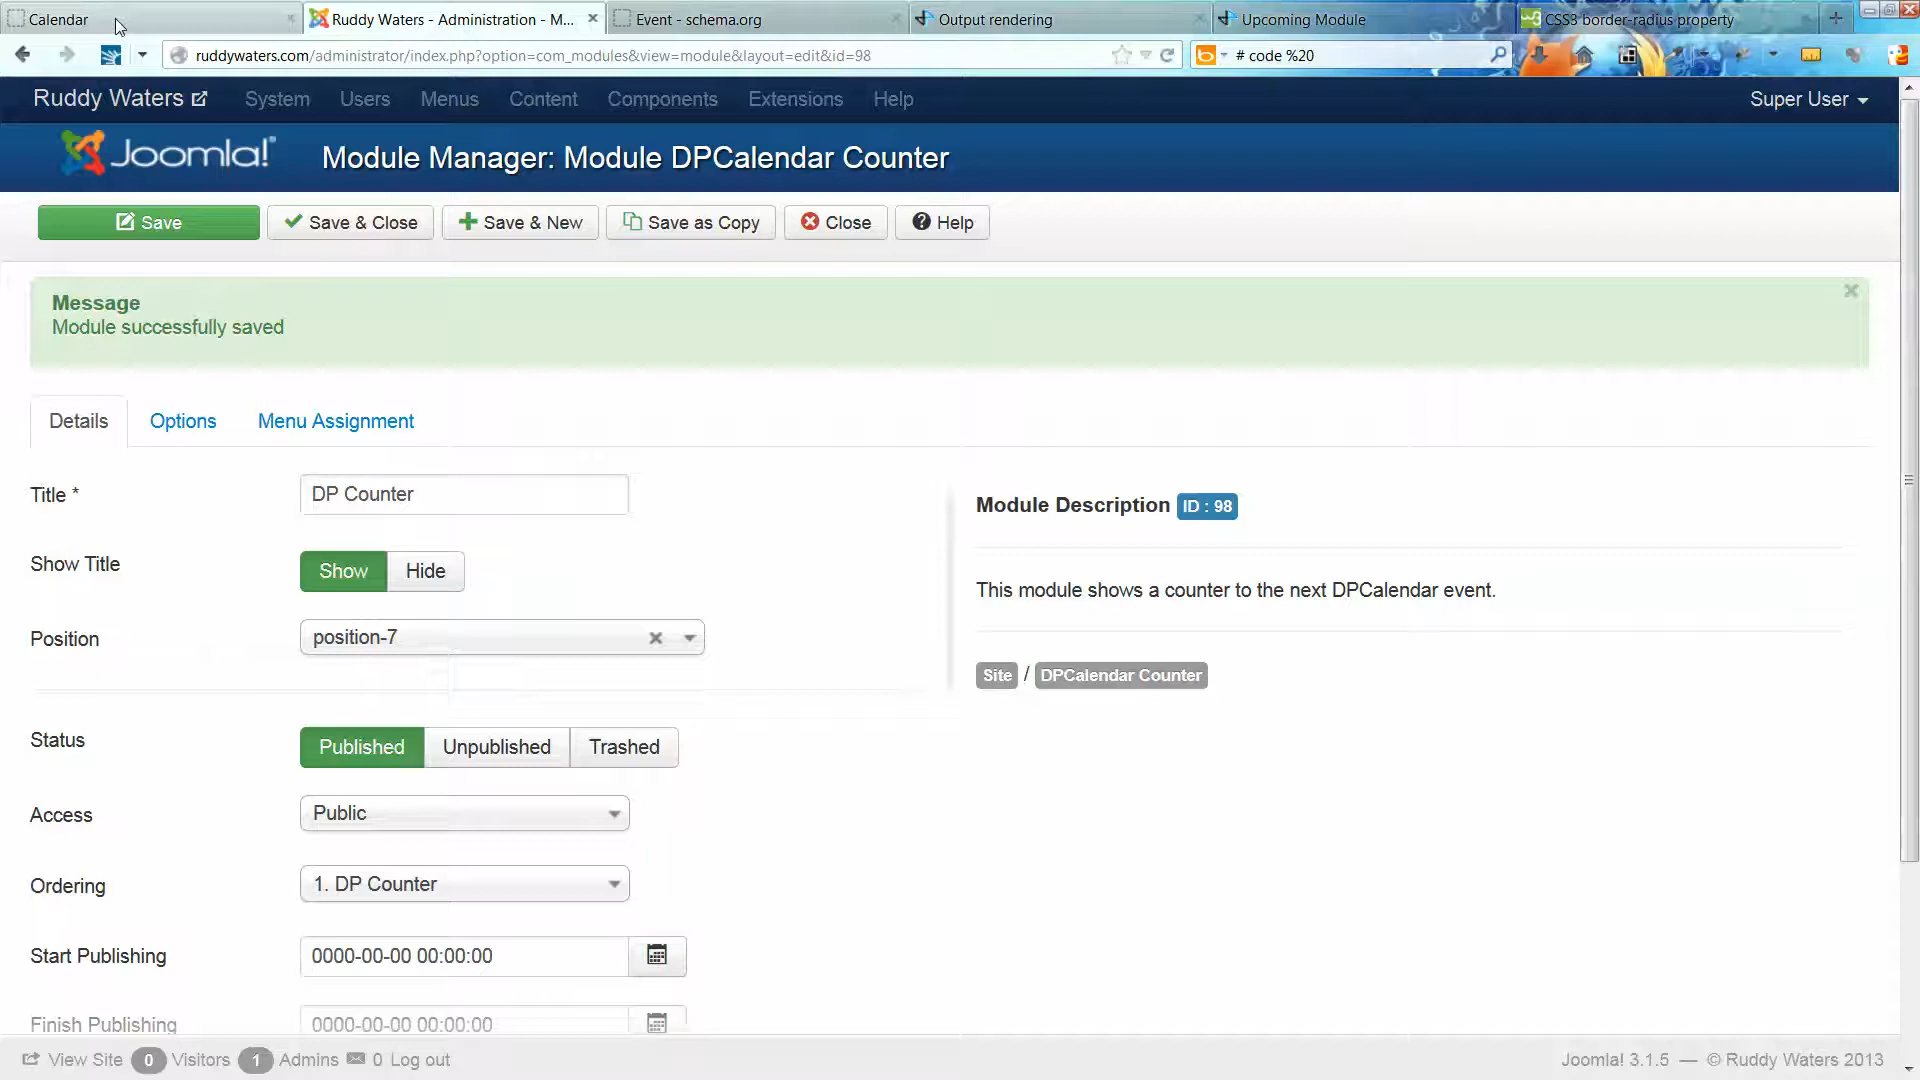 Calendar
Ruddy Waters - Administration - M...
Event - schema.org
Output rendering
Upcoming Module
CSS3 border-radius property
ruddywaters.com/administrator/index.php?option=com_modules&view=module&layout=edit&id=98
# code %20
Ruddy Waters
System
Users
Menus
Content
Components
Extensions
Help
Super User
Joomla!
Module Manager: Module DPCalendar Counter
Save
Save & Close
Save & New
Save as Copy
Close
Help
Message
Module successfully saved
Details
Options
Menu Assignment
Title *
DP Counter
Module Description ID : 98
Show Title
Show
Hide
This module shows a counter to the next DPCalendar event.
Position
position-7
Site / DPCalendar Counter
Status
Published
Unpublished
Trashed
Access
Public
Ordering
1. DP Counter
Start Publishing
0000-00-00 00:00:00
Finish Publishing
0000-00-00 00:00:00
View Site 0 Visitors 1 Admins 0 Log out
Joomla! 3.1.5 — © Ruddy Waters 2013